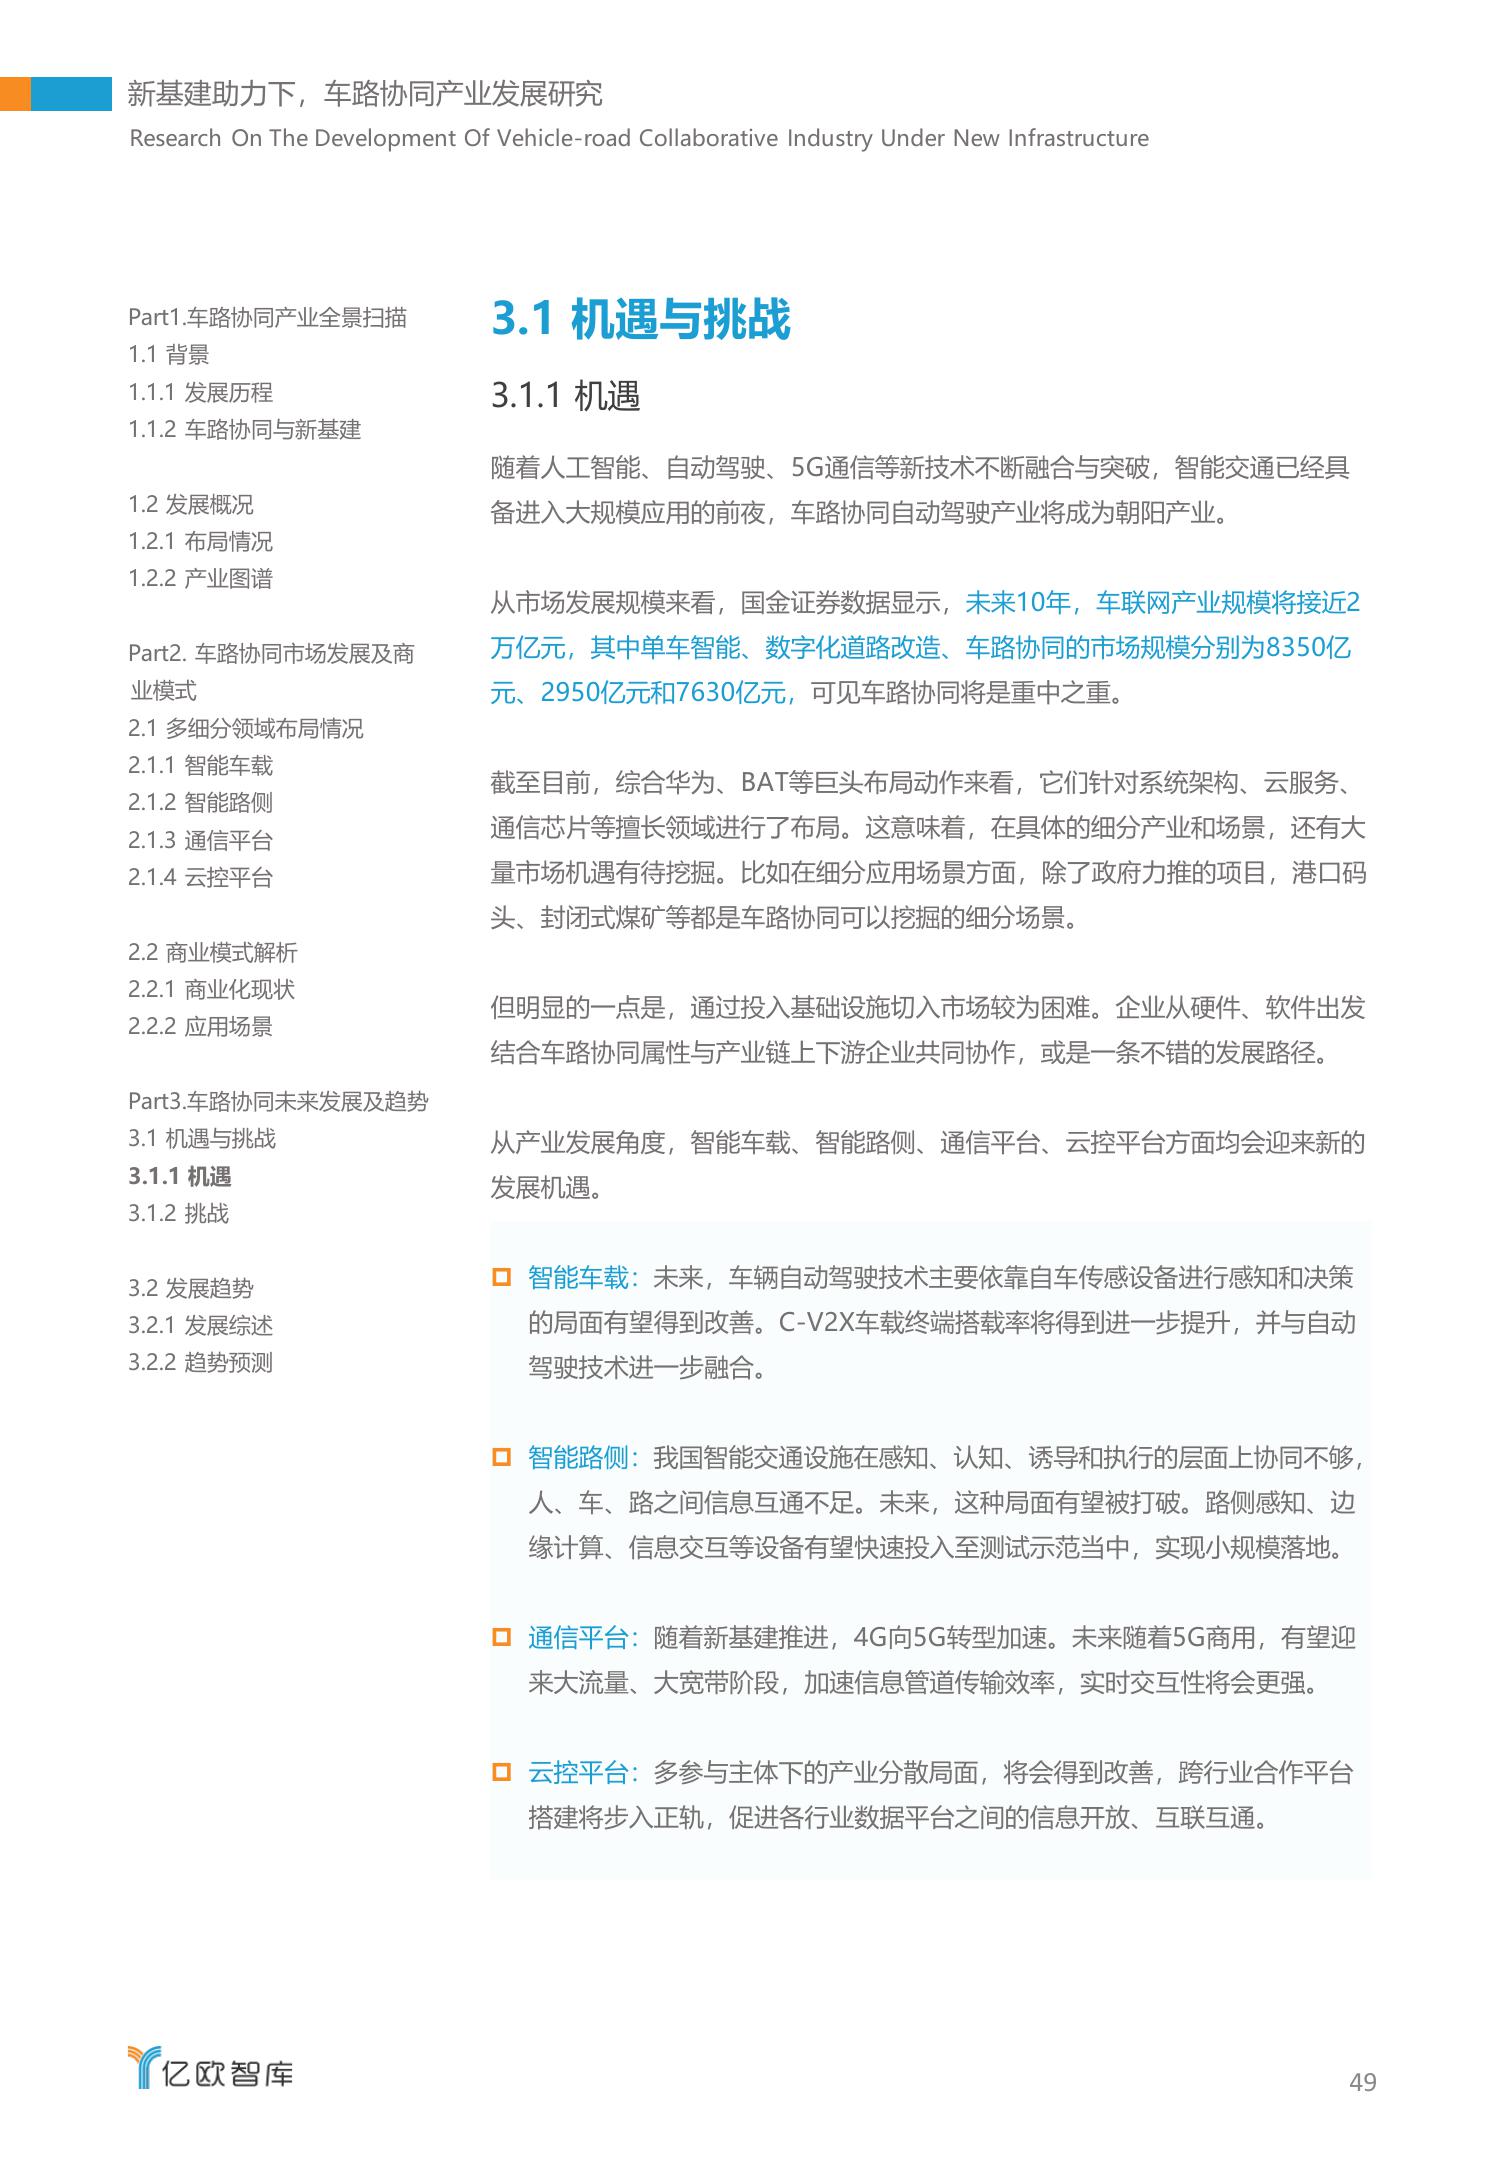 新基建助力下，车路协同产业发展研究
Research On The Development Of Vehicle-road Collaborative Industry Under New Infrastructure
Part1.车路协同产业全景扫描
1.1 背景
1.1.1 发展历程
1.1.2 车路协同与新基建
1.2 发展概况
1.2.1 布局情况
1.2.2 产业图谱
Part2. 车路协同市场发展及商
业模式
2.1 多细分领域布局情况
2.1.1 智能车载
2.1.2 智能路侧
2.1.3 通信平台
2.1.4 云控平台
2.2 商业模式解析
2.2.1 商业化现状
2.2.2 应用场景
Part3.车路协同未来发展及趋势
3.1 机遇与挑战
3.1.1 机遇
3.1.2 挑战
3.2 发展趋势
3.2.1 发展综述
3.2.2 趋势预测
3.1 机遇与挑战
3.1.1 机遇
随着人工智能、自动驾驶、5G通信等新技术不断融合与突破，智能交通已经具
备进入大规模应用的前夜，车路协同自动驾驶产业将成为朝阳产业。
从市场发展规模来看，国金证券数据显示，未来10年，车联网产业规模将接近2
万亿元，其中单车智能、数字化道路改造、车路协同的市场规模分别为8350亿
元、2950亿元和7630亿元，可见车路协同将是重中之重。
截至目前，综合华为、BAT等巨头布局动作来看，它们针对系统架构、云服务、
通信芯片等擅长领域进行了布局。这意味着，在具体的细分产业和场景，还有大
量市场机遇有待挖掘。比如在细分应用场景方面，除了政府力推的项目，港口码
头、封闭式煤矿等都是车路协同可以挖掘的细分场景。
但明显的一点是，通过投入基础设施切入市场较为困难。企业从硬件、软件出发
结合车路协同属性与产业链上下游企业共同协作，或是一条不错的发展路径。
从产业发展角度，智能车载、智能路侧、通信平台、云控平台方面均会迎来新的
发展机遇。
智能车载：未来，车辆自动驾驶技术主要依靠自车传感设备进行感知和决策
的局面有望得到改善。C-V2X车载终端搭载率将得到进一步提升，并与自动
驾驶技术进一步融合。
智能路侧：我国智能交通设施在感知、认知、诱导和执行的层面上协同不够，
人、车、路之间信息互通不足。未来，这种局面有望被打破。路侧感知、边
缘计算、信息交互等设备有望快速投入至测试示范当中，实现小规模落地。
通信平台：随着新基建推进，4G向5G转型加速。未来随着5G商用，有望迎
来大流量、大宽带阶段，加速信息管道传输效率，实时交互性将会更强。
云控平台：多参与主体下的产业分散局面，将会得到改善，跨行业合作平台
搭建将步入正轨，促进各行业数据平台之间的信息开放、互联互通。
亿欧智库
49